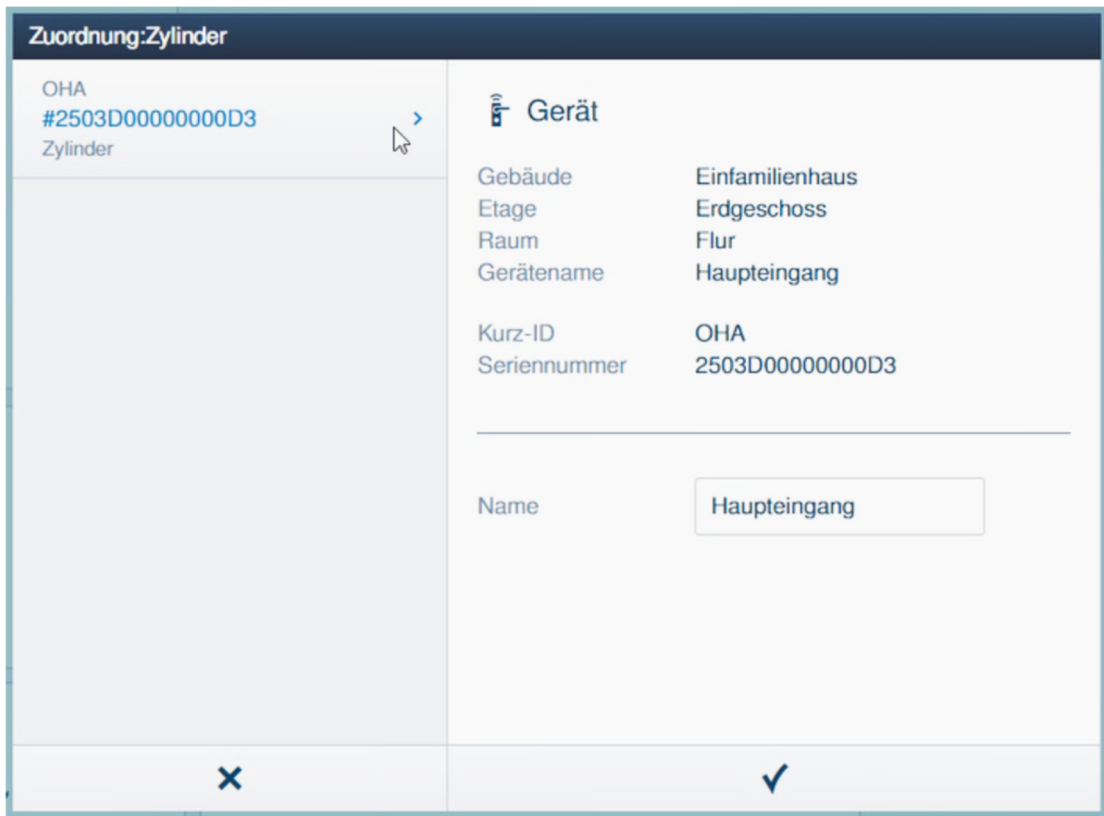 Zuordnung:Zylinder
OHA
#2503D00000000D3
Zylinder
Gerät
Gebäude Einfamilienhaus
Etage Erdgeschoss
Raum Flur
Gerätename Haupteingang
Kurz-ID OHA
Seriennummer 2503D00000000D3
Name Haupteingang